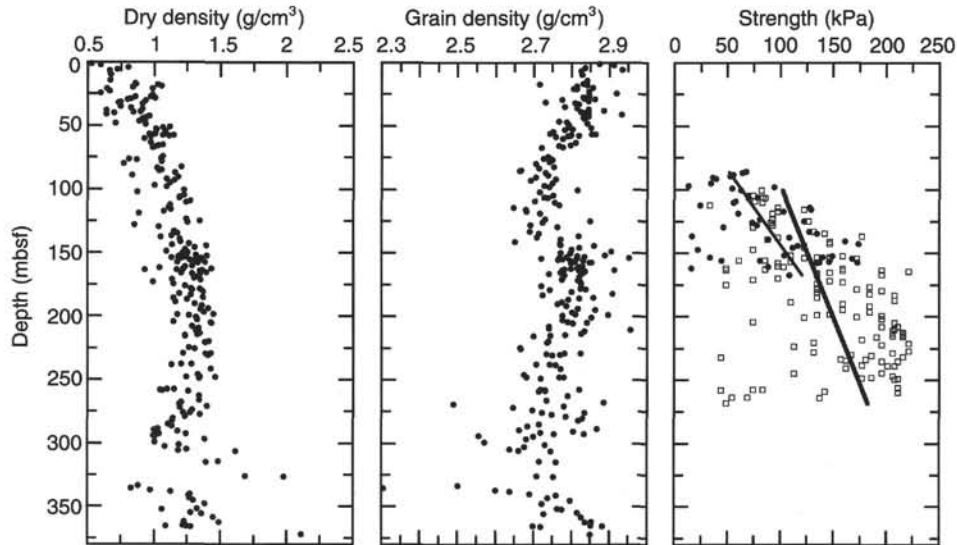 Dry density (g/cm³) Grain density (g/cm³) Strength (kPa)
0.5 1 1.5 2 2.5 2.3 2.5 2.7 2.9 0 50 100 150 200 250
0
50
100
150
200
250
300
350
Depth (mbsf)